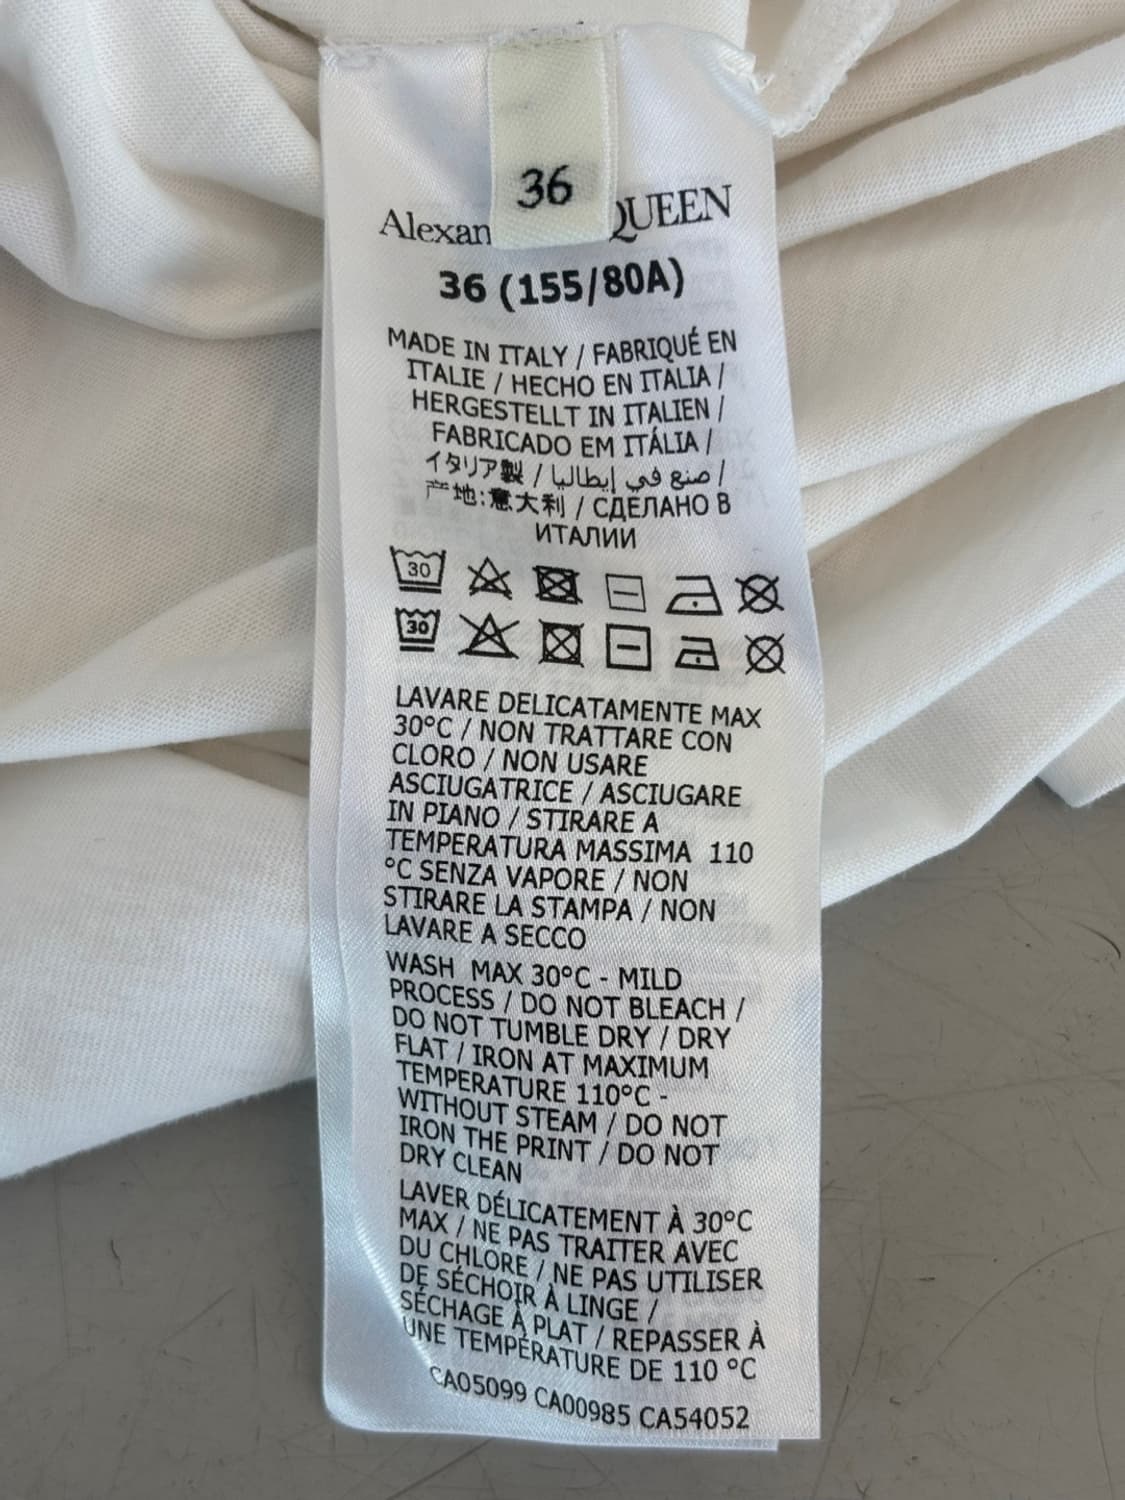 36
Alexan QUEEN
36 (155/80A)
MADE IN ITALY / FABRIQUÉ EN
ITALIE / HECHO EN ITALIA /
HERGESTELLT IN ITALIEN /
FABRICADO EM ITÁLIA /
イタリア製 / صنع في إيطاليا /
产地:意大利 / СДЕЛАНО В
ИТАЛИИ
30
30
LAVARE DELICATAMENTE MAX
30°C / NON TRATTARE CON
CLORO / NON USARE
ASCIUGATRICE / ASCIUGARE
IN PIANO / STIRARE A
TEMPERATURA MASSIMA 110
°C SENZA VAPORE / NON
STIRARE LA STAMPA / NON
LAVARE A SECCO
WASH MAX 30°C - MILD
PROCESS / DO NOT BLEACH /
DO NOT TUMBLE DRY / DRY
FLAT / IRON AT MAXIMUM
TEMPERATURE 110°C -
WITHOUT STEAM / DO NOT
IRON THE PRINT / DO NOT
DRY CLEAN
LAVER DÉLICATEMENT À 30°C
MAX / NE PAS TRAITER AVEC
DU CHLORE / NE PAS UTILISER
DE SÉCHOIR À LINGE /
SÉCHAGE À PLAT / REPASSER À
UNE TEMPÉRATURE DE 110 °C
CA05099 CA00985 CA54052